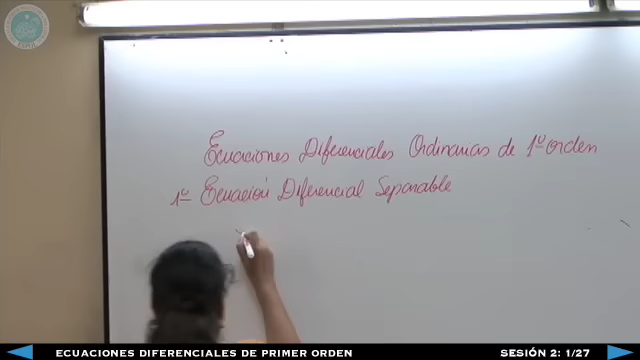 Ecuaciones Diferenciales Ordinarias de 1º orden
1º Ecuación Diferencial Separable
ECUACIONES DIFERENCIALES DE PRIMER ORDEN
SESIÓN 2: 1/27